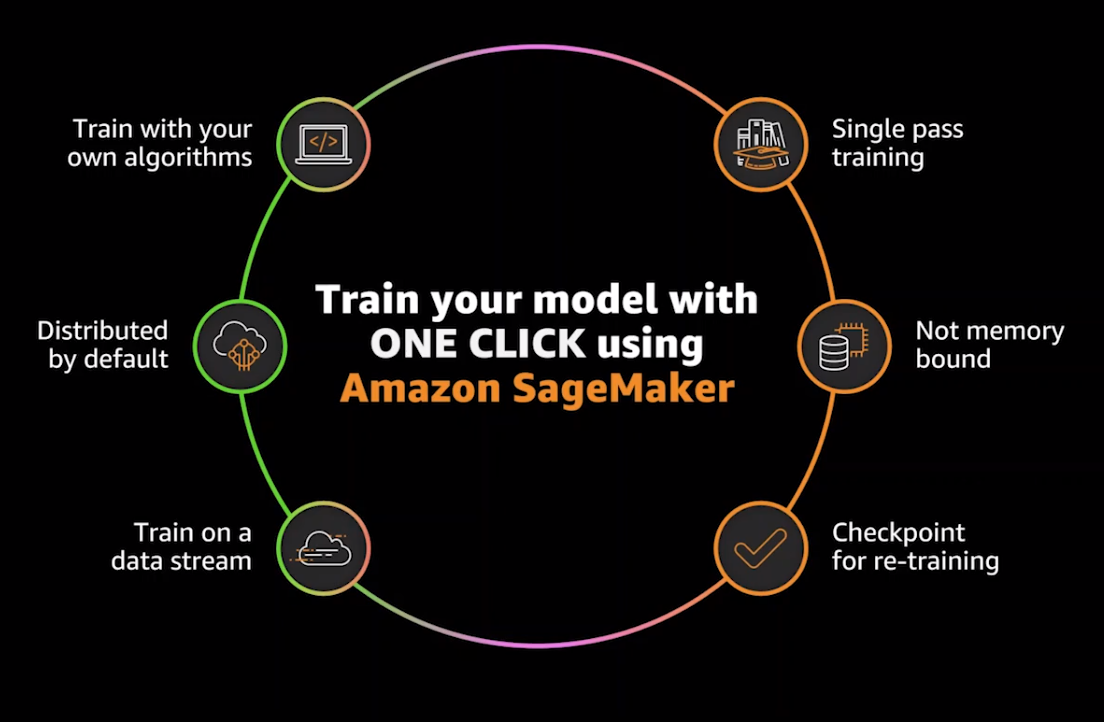 Train with your
own algorithms
Single pass
training
Distributed
by default
Train your model with
ONE CLICK using
Amazon SageMaker
Not memory
bound
Train on a
data stream
Checkpoint
for re-training